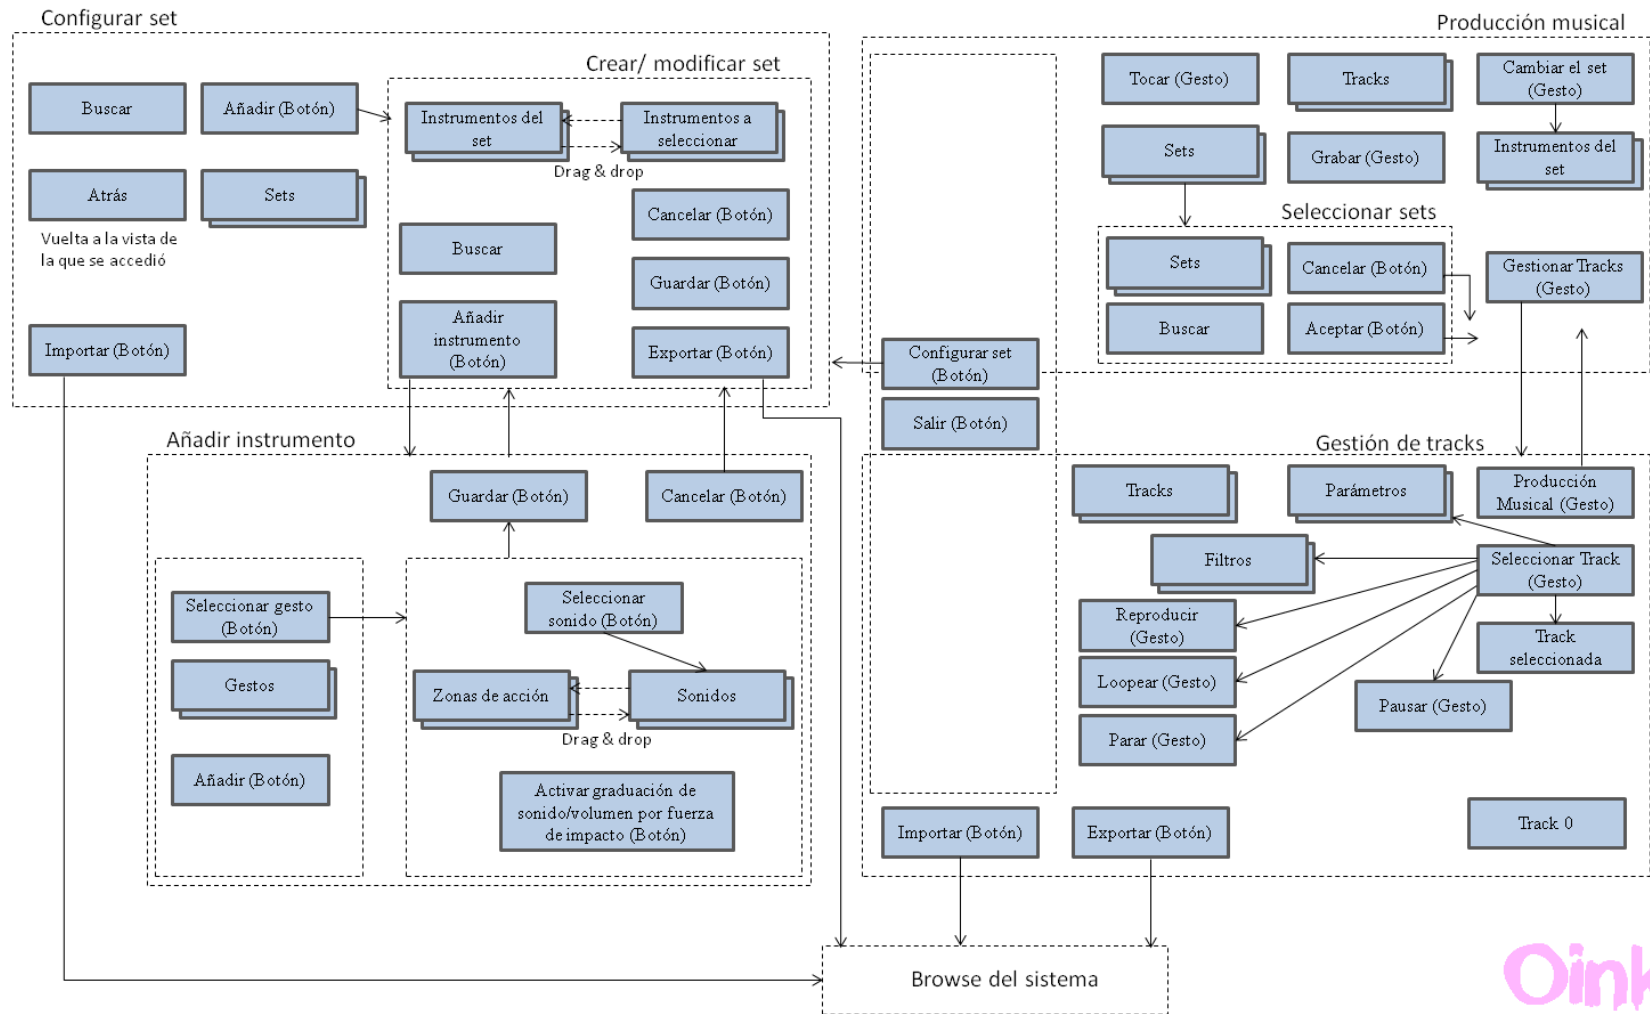 Configurar set
Crear/ modificar set
Buscar
Añadir (Botón)
Instrumentos del
set
Instrumentos a
seleccionar
Drag & drop
Atrás
Sets
Vuelta a la vista de
la que se accedió
Cancelar (Botón)
Buscar
Guardar (Botón)
Añadir
instrumento
(Botón)
Importar (Botón)
Exportar (Botón)
Producción musical
Tocar (Gesto)
Tracks
Cambiar el set
(Gesto)
Sets
Grabar (Gesto)
Instrumentos del
set
Seleccionar sets
Sets
Cancelar (Botón)
Gestionar Tracks
(Gesto)
Buscar
Aceptar (Botón)
Configurar set
(Botón)
Salir (Botón)
Añadir instrumento
Guardar (Botón)
Cancelar (Botón)
Seleccionar gesto
(Botón)
Seleccionar
sonido (Botón)
Gestos
Zonas de acción
Sonidos
Drag & drop
Añadir (Botón)
Activar graduación de
sonido/volumen por fuerza
de impacto (Botón)
Gestión de tracks
Tracks
Parámetros
Producción
Musical (Gesto)
Filtros
Seleccionar Track
(Gesto)
Reproducir
(Gesto)
Track
seleccionada
Loopear (Gesto)
Pausar (Gesto)
Parar (Gesto)
Importar (Botón)
Exportar (Botón)
Track 0
Browse del sistema
Oink